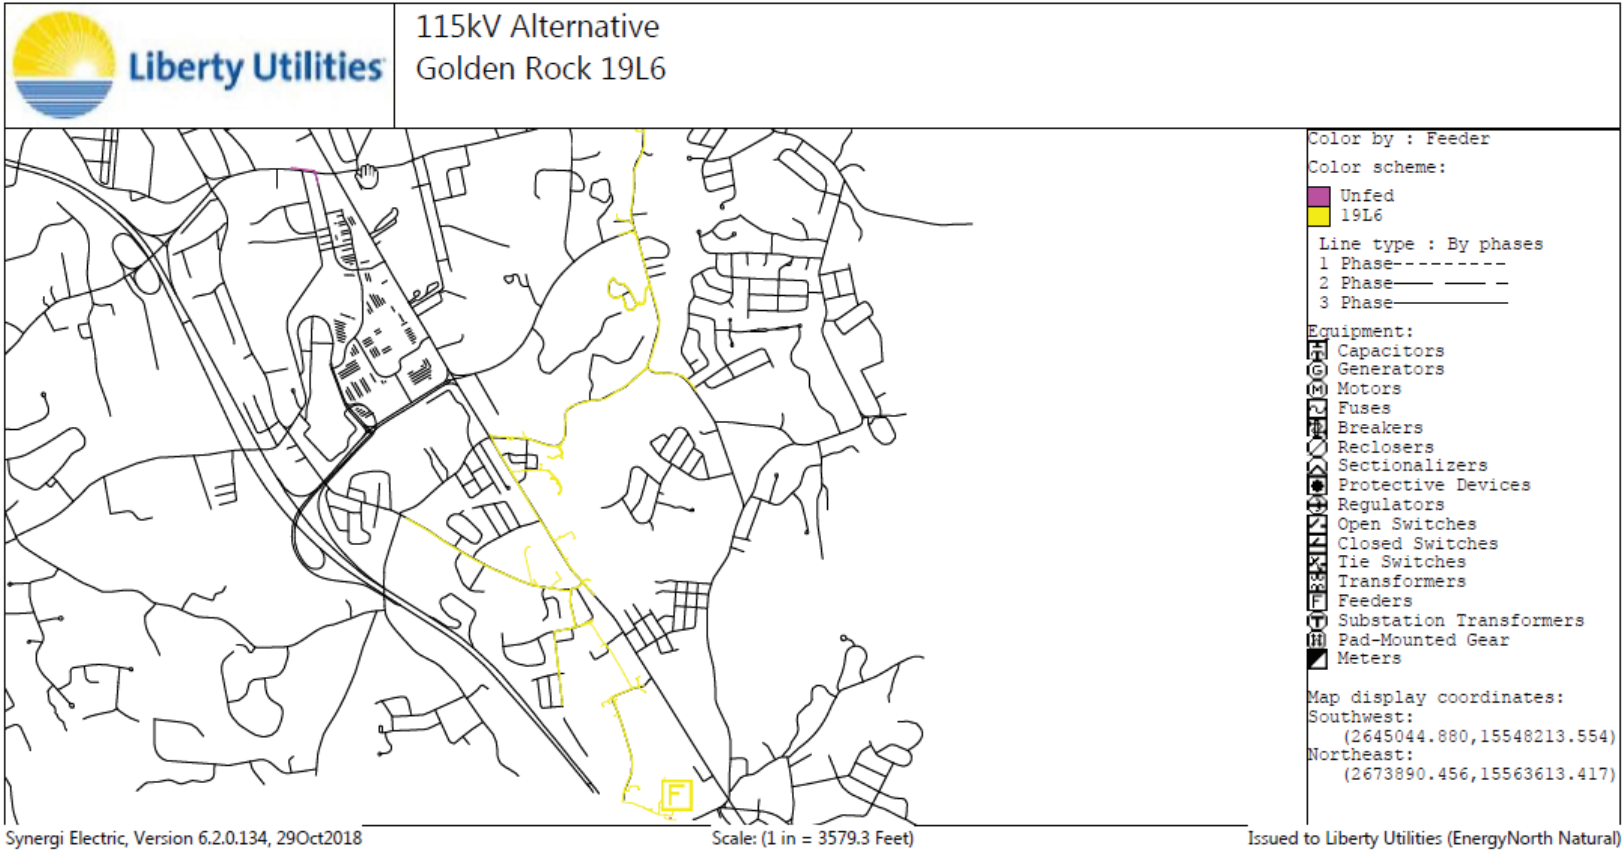 Liberty Utilities
115kV Alternative
Golden Rock 19L6
Color by : Feeder
Color scheme:
Unfed
19L6
Line type : By phases
1 Phase
2 Phase
3 Phase
Equipment:
Capacitors
G Generators
M Motors
Fuses
Breakers
Reclosers
Sectionalizers
Protective Devices
Regulators
Open Switches
Closed Switches
Tie Switches
Transformers
F Feeders
T Substation Transformers
Pad-Mounted Gear
Meters
Map display coordinates:
Southwest:
(2645044.880,15548213.554)
Northeast:
(2673890.456,15563613.417)
F
Synergi Electric, Version 6.2.0.134, 29Oct2018
Scale: (1 in = 3579.3 Feet)
Issued to Liberty Utilities (EnergyNorth Natural)